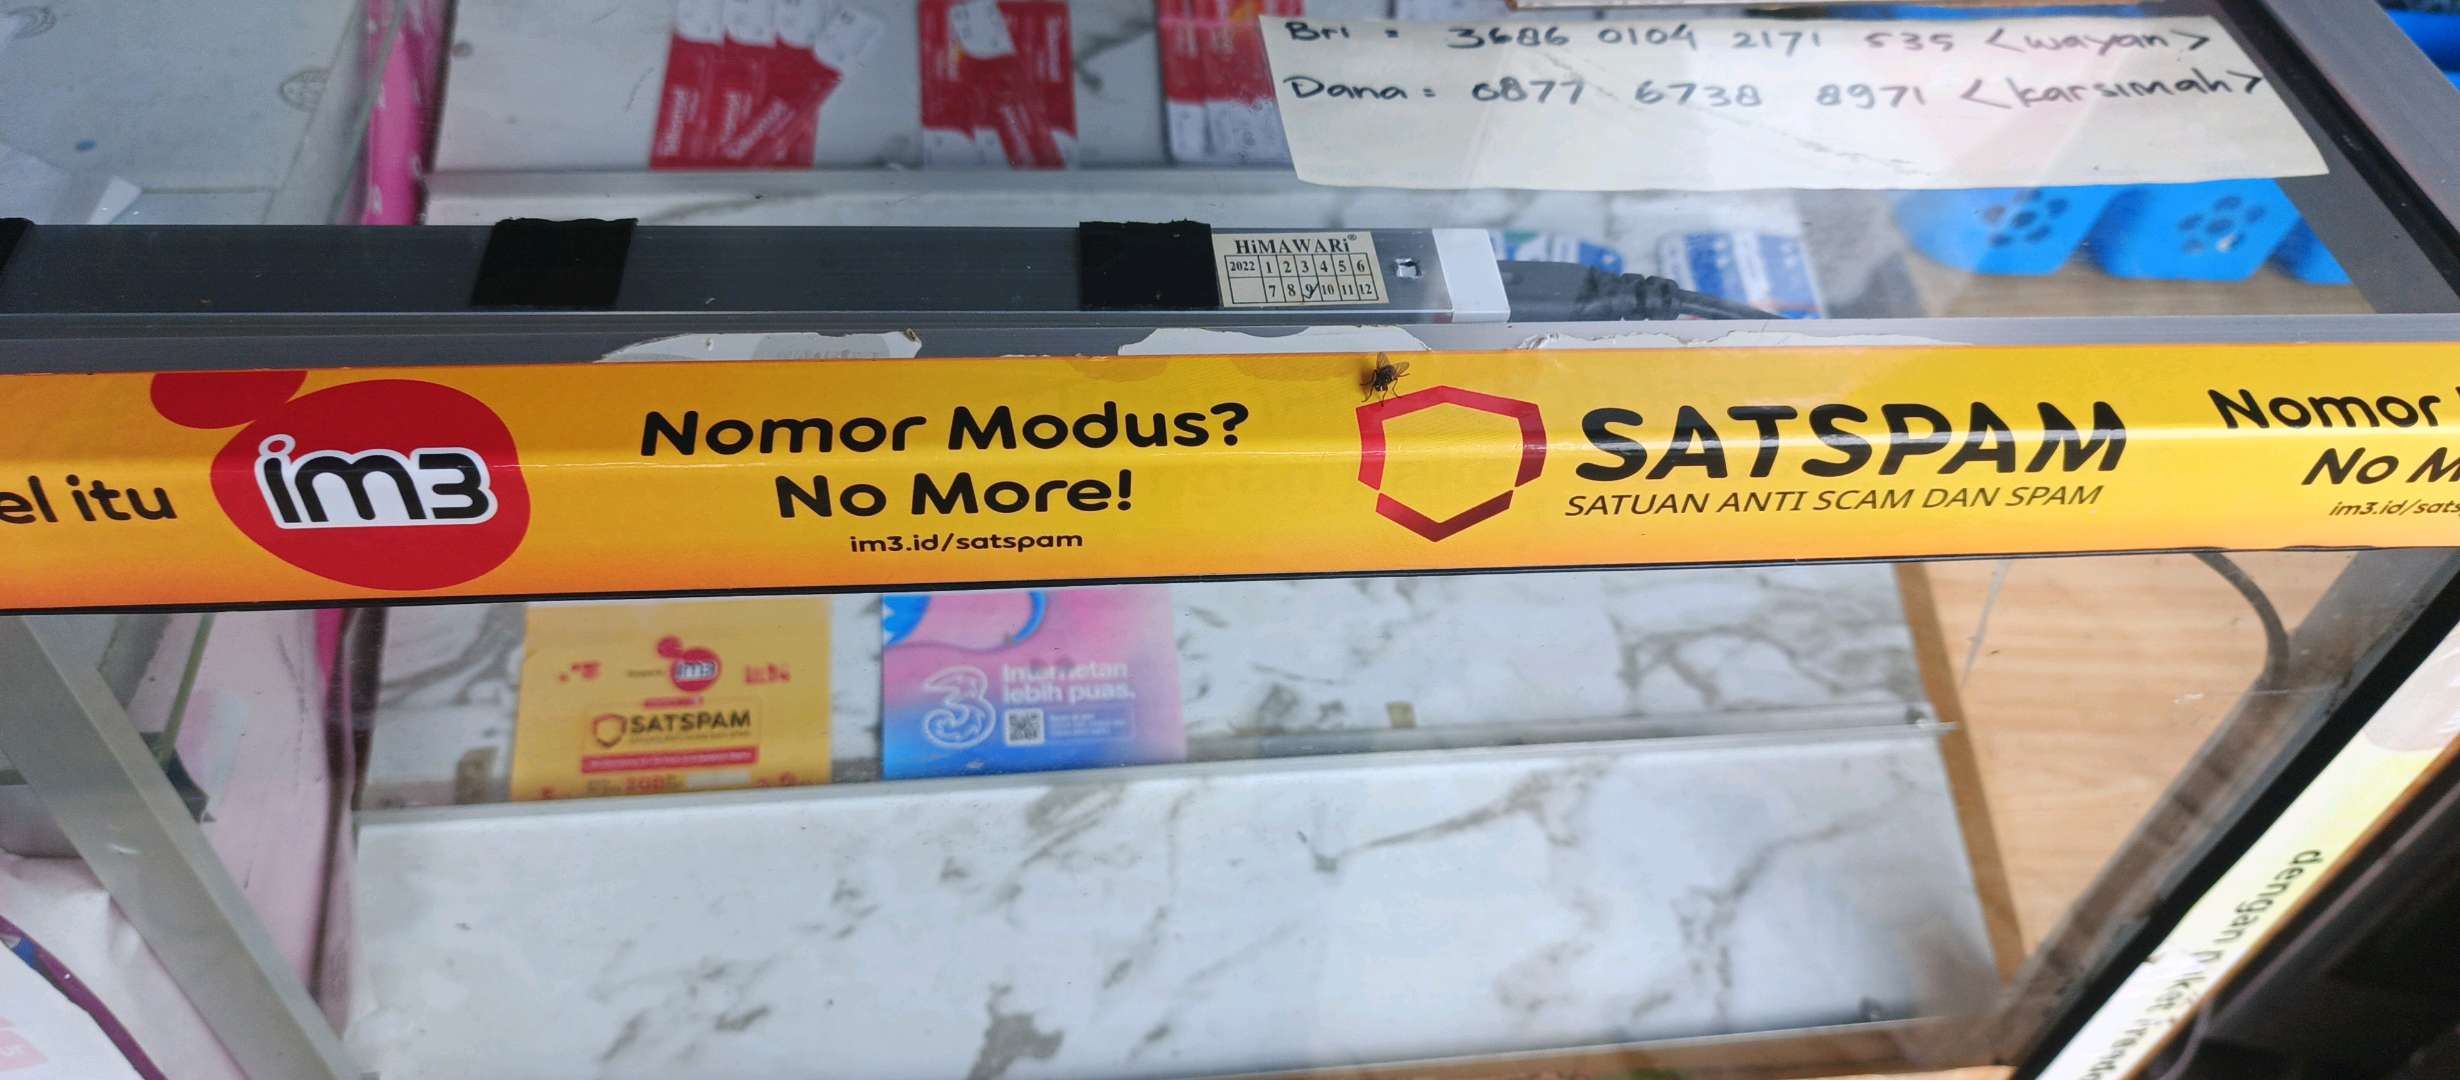 Bri = 3686 0104 2171 535 <wayan>
Dana = 0877 6738 8971 <karsimah>
HiMAWARi®
2022 1 2 3 4 5 6
7 8 9 10 11 12
el itu
im3
Nomor Modus?
No More!
im3.id/satspam
SATSPAM
SATUAN ANTI SCAM DAN SPAM
Nomor
No M
im3.id/sats
im3
SATSPAM
3
Internetan
lebih puas.
dengan